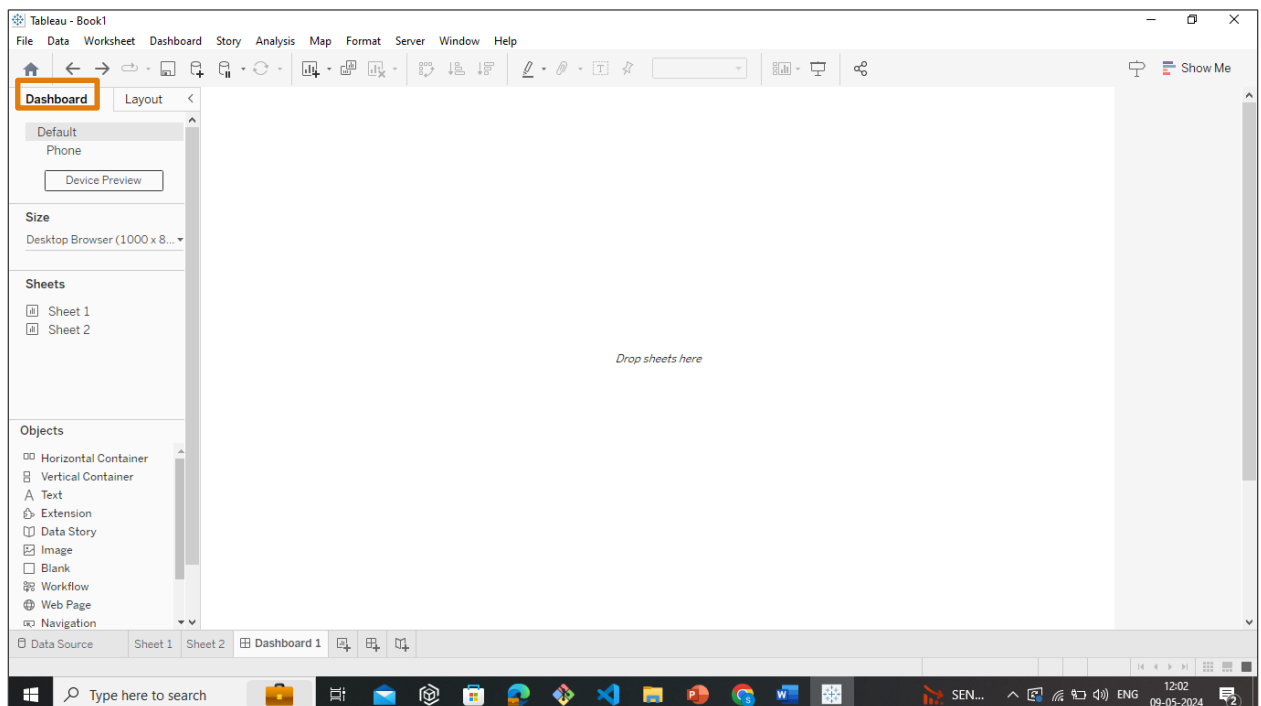 Tableau - Book1
File Data Worksheet Dashboard Story Analysis Map Format Server Window Help
Show Me
Dashboard Layout
Default
Phone
Device Preview
Size
Desktop Browser (1000 x 8...
Sheets
Sheet 1
Sheet 2
Drop sheets here
Objects
Horizontal Container
Vertical Container
A Text
Extension
Data Story
Image
Blank
Workflow
Web Page
Navigation
Data Source Sheet 1 Sheet 2 Dashboard 1
Type here to search
SEN... ENG
12:02
09-05-2024
2